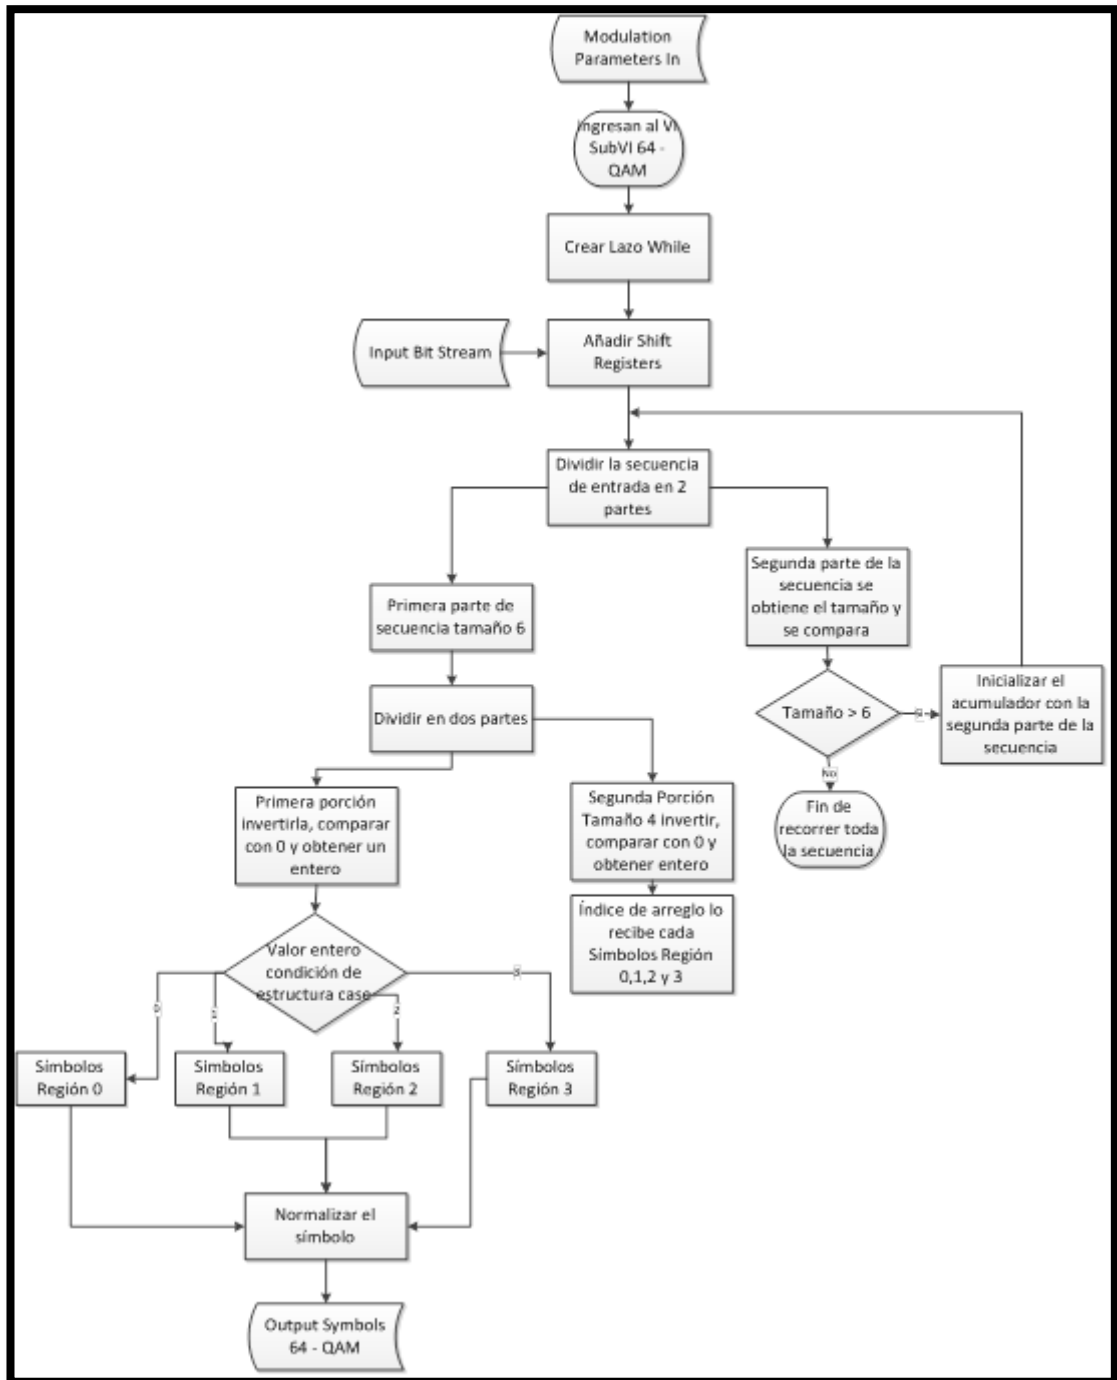 Modulation
Parameters In
Ingresan al VI
SubVI 64 -
QAM
Crear Lazo While
Input Bit Stream
Añadir Shift
Registers
Dividir la secuencia
de entrada en 2
partes
Primera parte de
secuencia tamaño 6
Segunda parte de la
secuencia se
obtiene el tamaño y
se compara
Dividir en dos partes
Tamaño > 6
Inicializar el
acumulador con la
segunda parte de la
secuencia
No
Fin de
recorrer toda
la secuencia
Primera porción
invertirla, comparar
con 0 y obtener un
entero
Segunda Porción
Tamaño 4 invertir,
comparar con 0 y
obtener entero
Índice de arreglo lo
recibe cada
Símbolos Región
0,1,2 y 3
Valor entero
condición de
estructura case
0
2
3
Símbolos
Región 0
Símbolos
Región 1
Símbolos
Región 2
Símbolos
Región 3
Normalizar el
símbolo
Output Symbols
64 - QAM